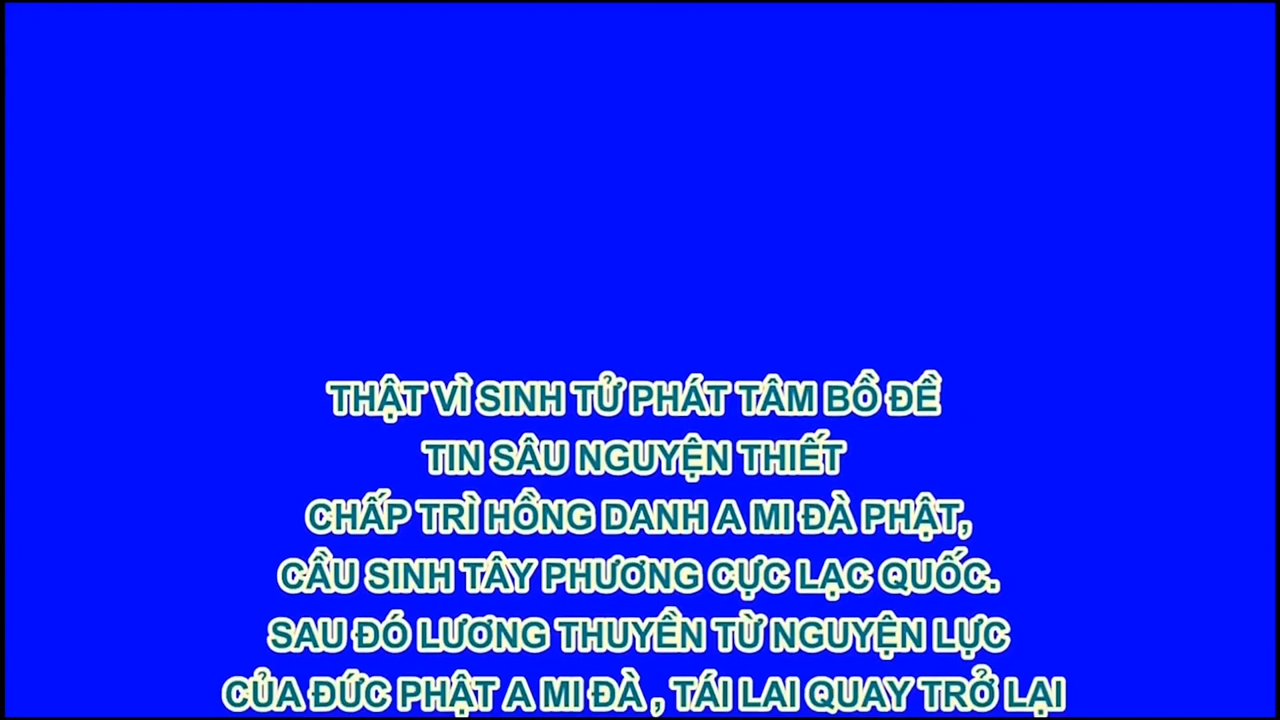 THẬT VÌ SINH TỬ PHÁT TÂM BỒ ĐỀ
TIN SÂU NGUYỆN THIẾT
CHẤP TRÌ HỒNG DANH A MI ĐÀ PHẬT,
CẦU SINH TÂY PHƯƠNG CỰC LẠC QUỐC.
SAU ĐÓ LƯƠNG THUYỀN TỪ NGUYỆN LỰC
CỦA ĐỨC PHẬT A MI ĐÀ , TÁI LAI QUAY TRỞ LẠI